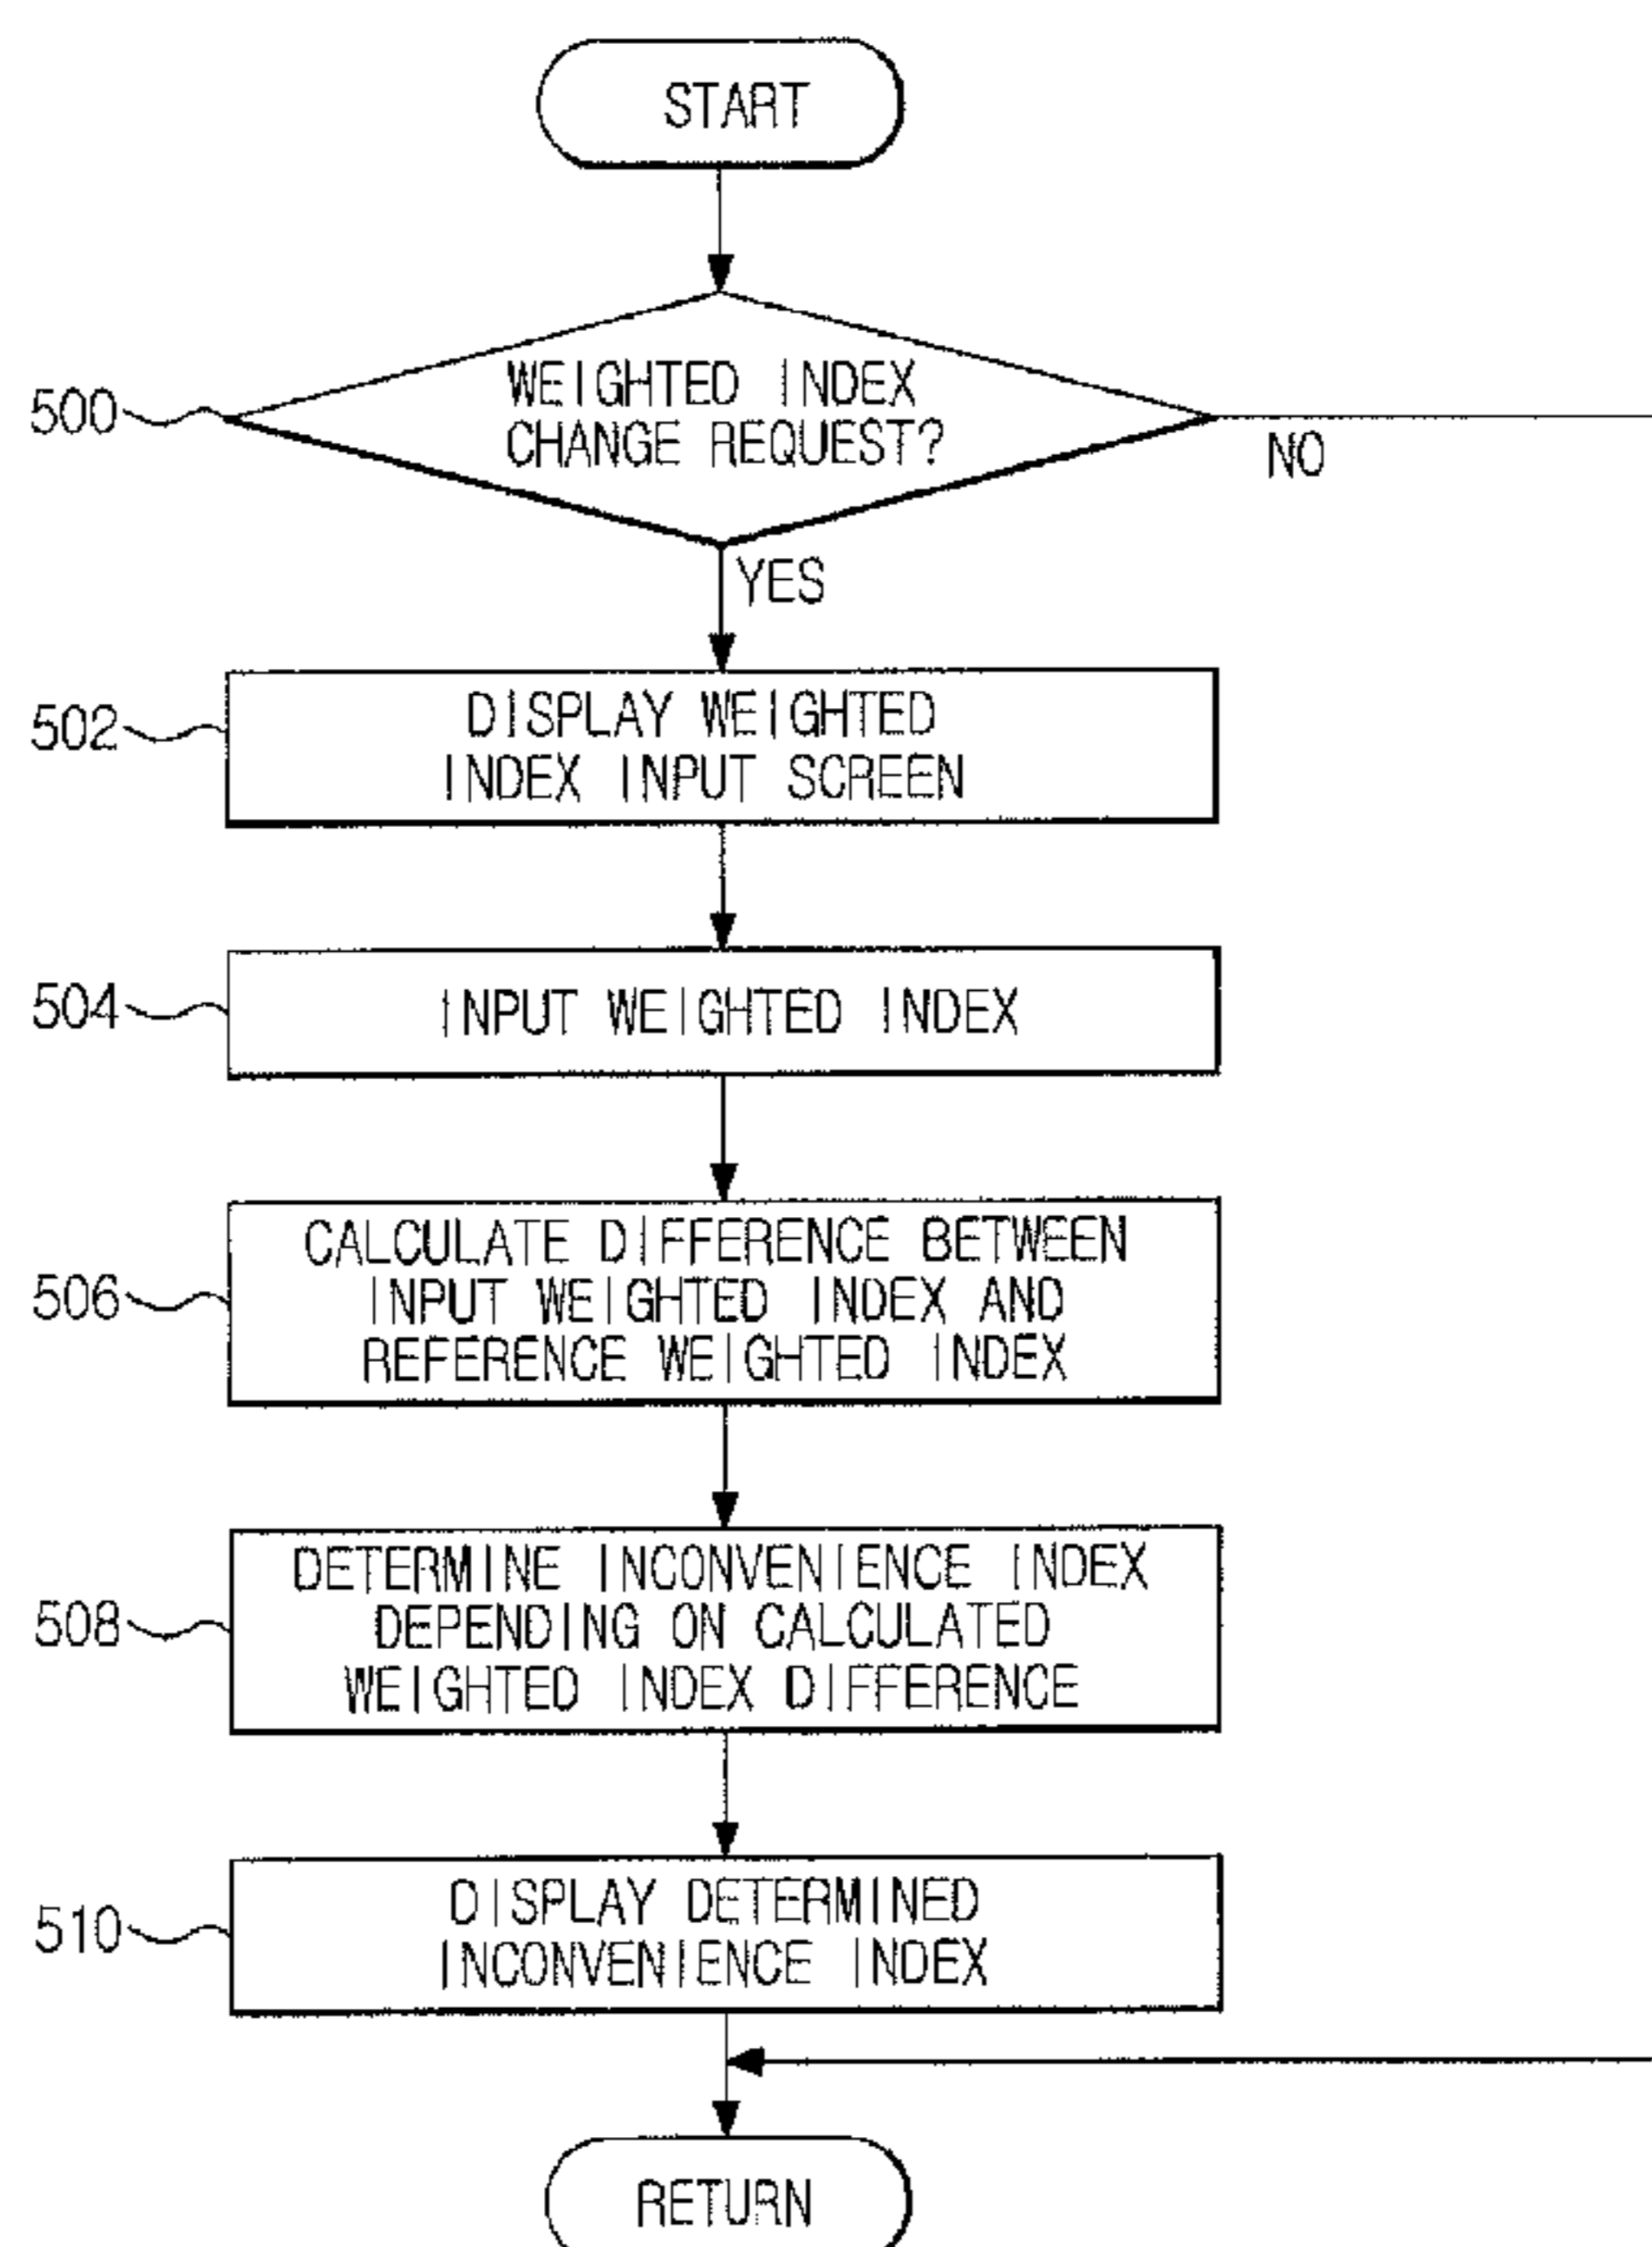 START
500
WEIGHTED INDEX
CHANGE REQUEST?
NO
YES
502
DISPLAY WEIGHTED
INDEX INPUT SCREEN
504
INPUT WEIGHTED INDEX
506
CALCULATE DIFFERENCE BETWEEN
INPUT WEIGHTED INDEX AND
REFERENCE WEIGHTED INDEX
508
DETERMINE INCONVENIENCE INDEX
DEPENDING ON CALCULATED
WEIGHTED INDEX DIFFERENCE
510
DISPLAY DETERMINED
INCONVENIENCE INDEX
RETURN